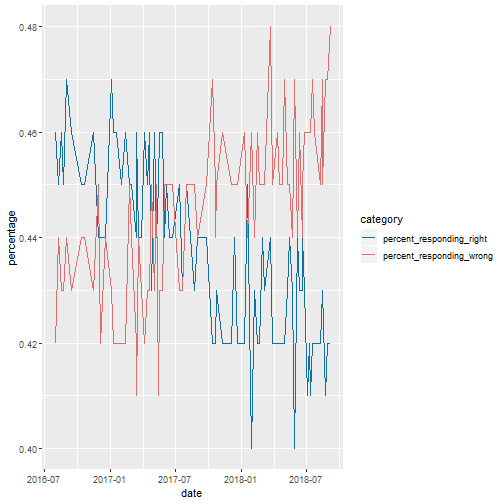 0.48
0.46
0.44
0.42
0.40
percentage
2016-07
2017-01
2017-07
2018-01
2018-07
date
category
percent_responding_right
percent_responding_wrong